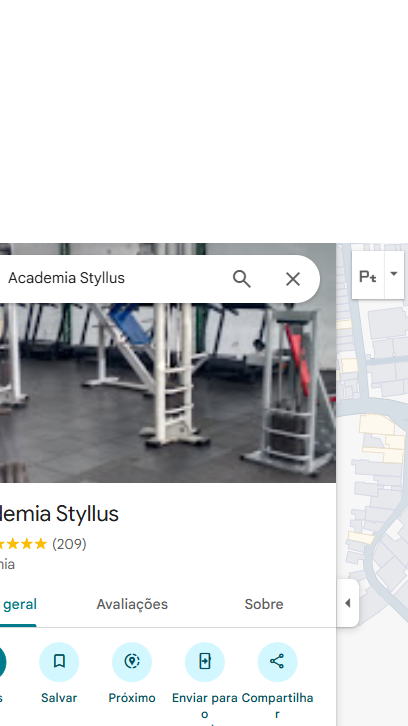 Academia Styllus
Pt
demia Styllus
(209)
nia
geral Avaliações Sobre
s Salvar Próximo Enviar para o Compartilhar